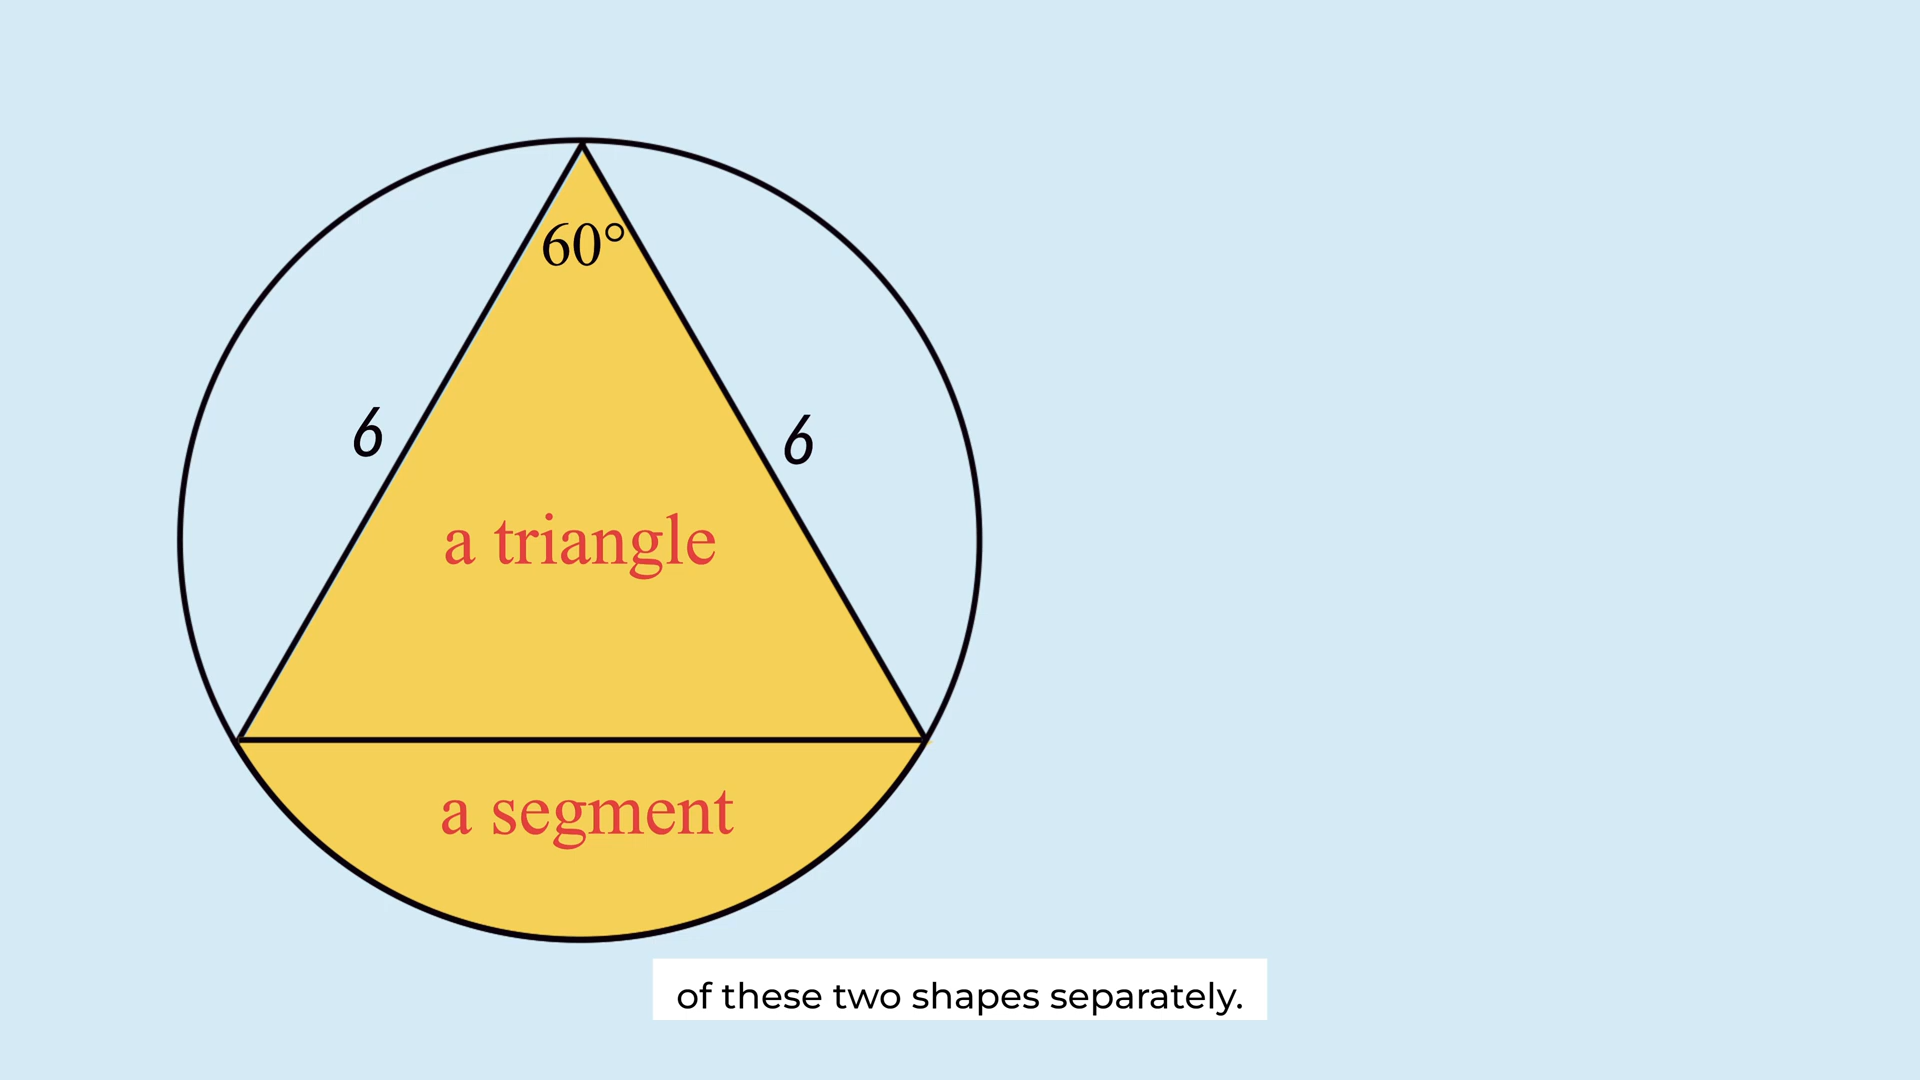 60°
6
6
a triangle
a segment
of these two shapes separately.